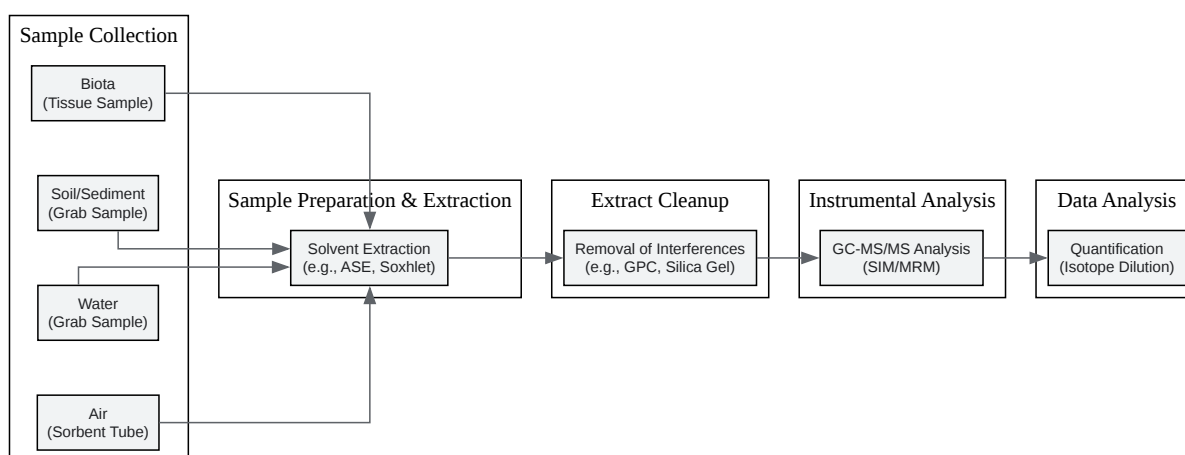 Sample Collection
Biota
(Tissue Sample)
Soil/Sediment
(Grab Sample)
Water
(Grab Sample)
Air
(Sorbent Tube)
Sample Preparation & Extraction
Solvent Extraction
(e.g., ASE, Soxhlet)
Extract Cleanup
Removal of Interferences
(e.g., GPC, Silica Gel)
Instrumental Analysis
GC-MS/MS Analysis
(SIM/MRM)
Data Analysis
Quantification
(Isotope Dilution)